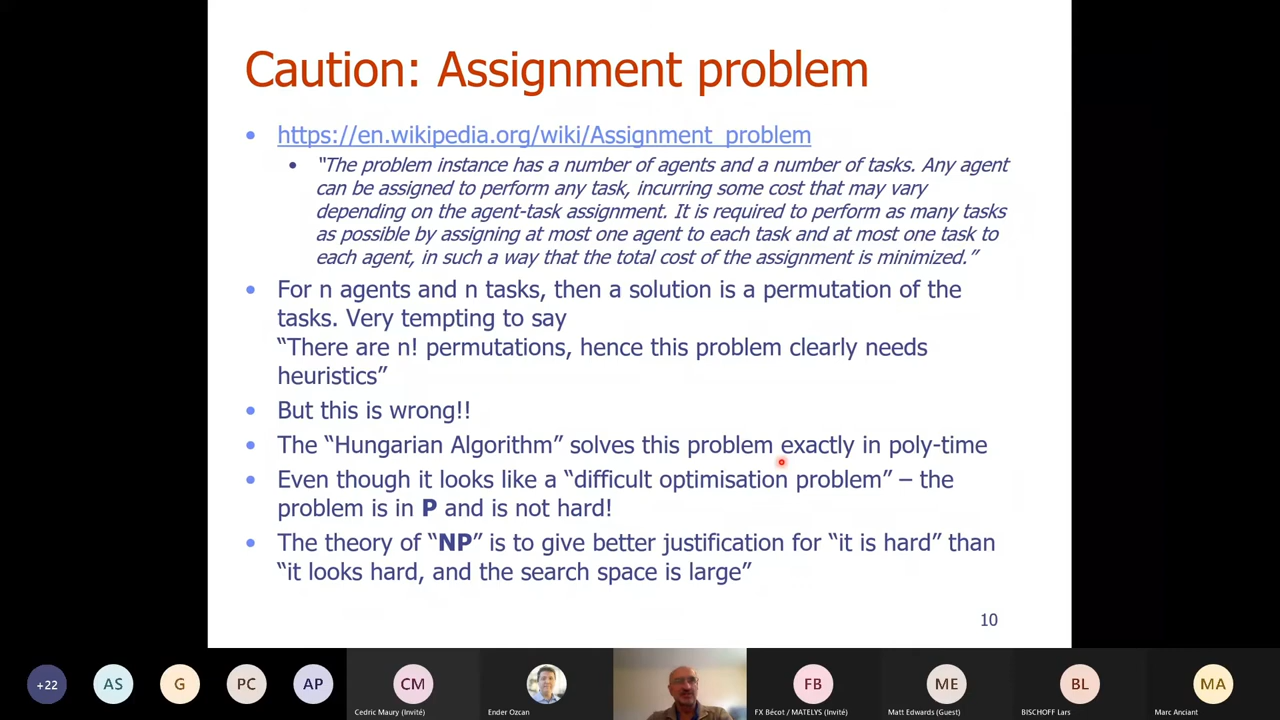 Caution: Assignment problem
• https://en.wikipedia.org/wiki/Assignment_problem
• “The problem instance has a number of agents and a number of tasks. Any agent
can be assigned to perform any task, incurring some cost that may vary
depending on the agent-task assignment. It is required to perform as many tasks
as possible by assigning at most one agent to each task and at most one task to
each agent, in such a way that the total cost of the assignment is minimized.”
• For n agents and n tasks, then a solution is a permutation of the
tasks. Very tempting to say
“There are n! permutations, hence this problem clearly needs
heuristics”
• But this is wrong!!
• The “Hungarian Algorithm” solves this problem exactly in poly-time
• Even though it looks like a “difficult optimisation problem” – the
problem is in P and is not hard!
• The theory of “NP” is to give better justification for “it is hard” than
“it looks hard, and the search space is large”
10
+22 AS G PC AP CM FB ME BL MA
Cedric Maury (Invité) Ender Ozcan FX Bécot / MATELYS (Invité) Matt Edwards (Guest) BISCHOFF Lars Marc Anciant